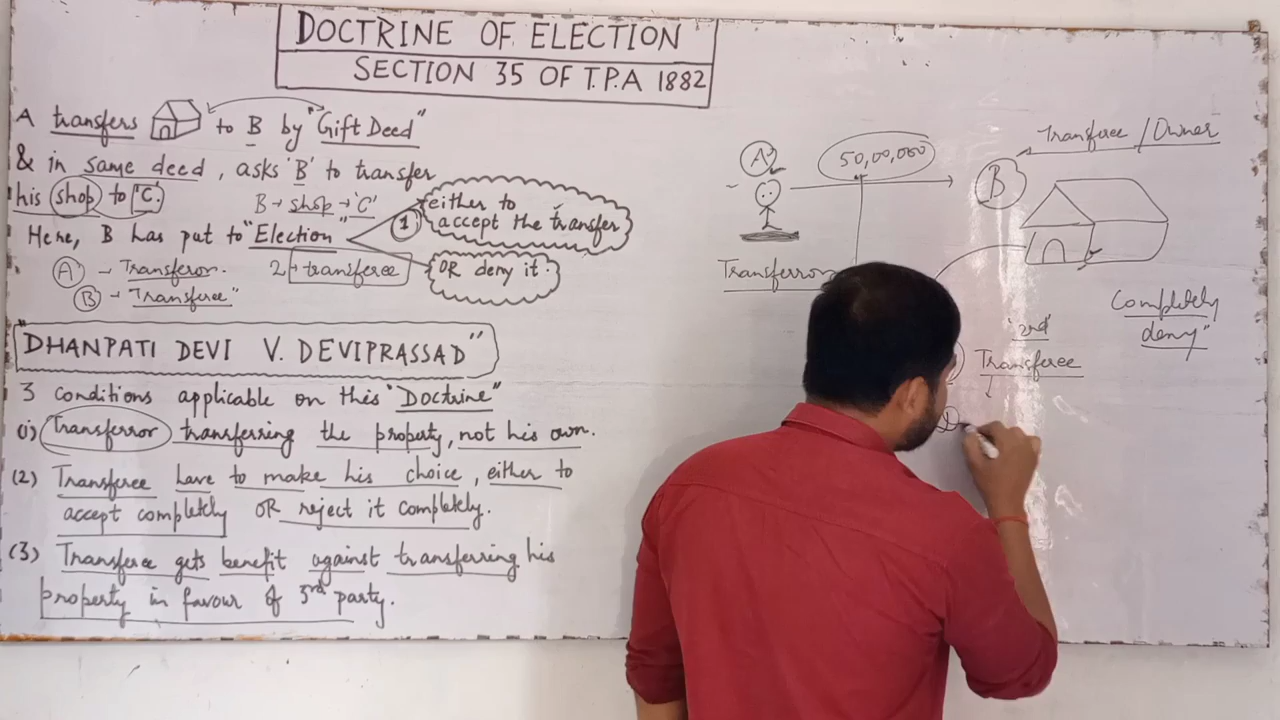 DOCTRINE OF ELECTION
SECTION 35 OF T.P.A 1882
A transfers to B by "Gift Deed"
& in same deed, asks 'B' to transfer
his shop to 'C'.
B → shop → 'C'
Here, B has put to "Election"
1 either to
accept the transfer
OR deny it.
A - Transferor.
2 → transferee
B - "Transferee"
"DHANPATI DEVI V. DEVIPRASSAD"
3 conditions applicable on this "Doctrine"
(1) Transferror transferring the property, not his own.
(2) Transferee have to make his choice, either to
accept completely OR reject it completely.
(3) Transferee gets benefit against transferring his
property in favour of 3rd party.
A
50,00,000
Transferee / Owner
B
Transferror
Completely
deny"
'2nd'
Transferee